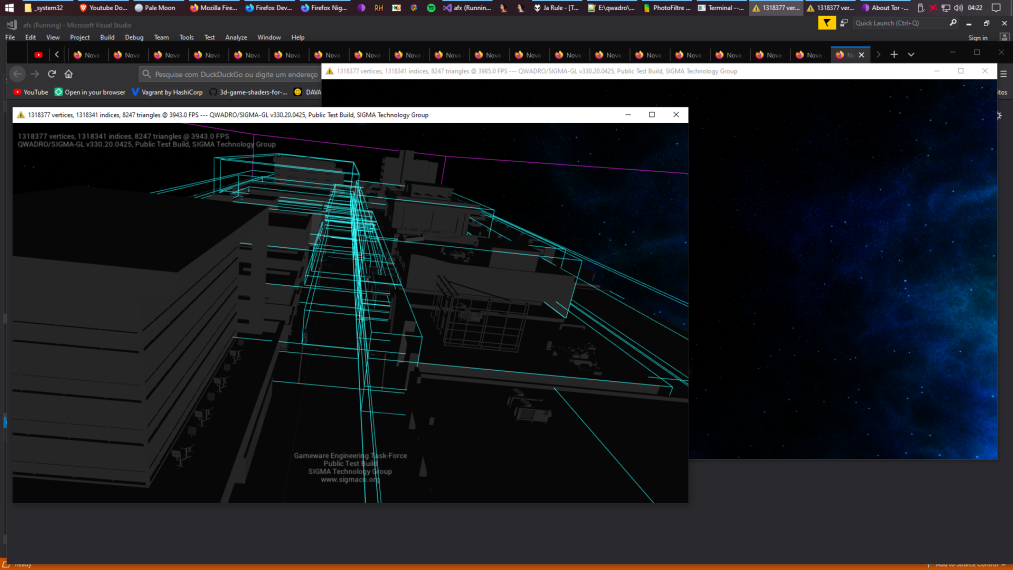 _system32
Youtube Do...
Pale Moon
Mozilla Fire...
Firefox Dev...
Firefox Nig...
RH
afx (Runnin...
Ja Rule - [T...
E:\qwadro\...
PhotoFiltre ...
Terminal --...
1318377 ver...
1318377 ver...
About Tor -...
04:22
afs (Running) - Microsoft Visual Studio
Quick Launch (Ctrl+Q)
File Edit View Project Build Debug Team Tools Test Analyze Window Help
Sign in
Nova Nova Nova Nova Nova Nova Nova Nova Nova Nova Nova Nova Nova Nova Nova Nova Nova Nova Nova
Pesquise com DuckDuckGo ou digite um endereço
1318377 vertices, 1318341 indices, 8247 triangles @ 3985.0 FPS --- QWADRO/SIGMA-GL v330.20.0425, Public Test Build, SIGMA Technology Group
YouTube Open in your browser Vagrant by HashiCorp 3d-game-shaders-for-... DAVA
1318377 vertices, 1318341 indices, 8247 triangles @ 3943.0 FPS --- QWADRO/SIGMA-GL v330.20.0425, Public Test Build, SIGMA Technology Group
1318377 vertices, 1318341 indices, 8247 triangles @ 3943.0 FPS
QWADRO/SIGMA-GL v330.20.0425, Public Test Build, SIGMA Technology Group
Gameware Engineering Task-Force
Public Test Build
SIGMA Technology Group
www.sigmaco.org
Ready
Add to Source Control